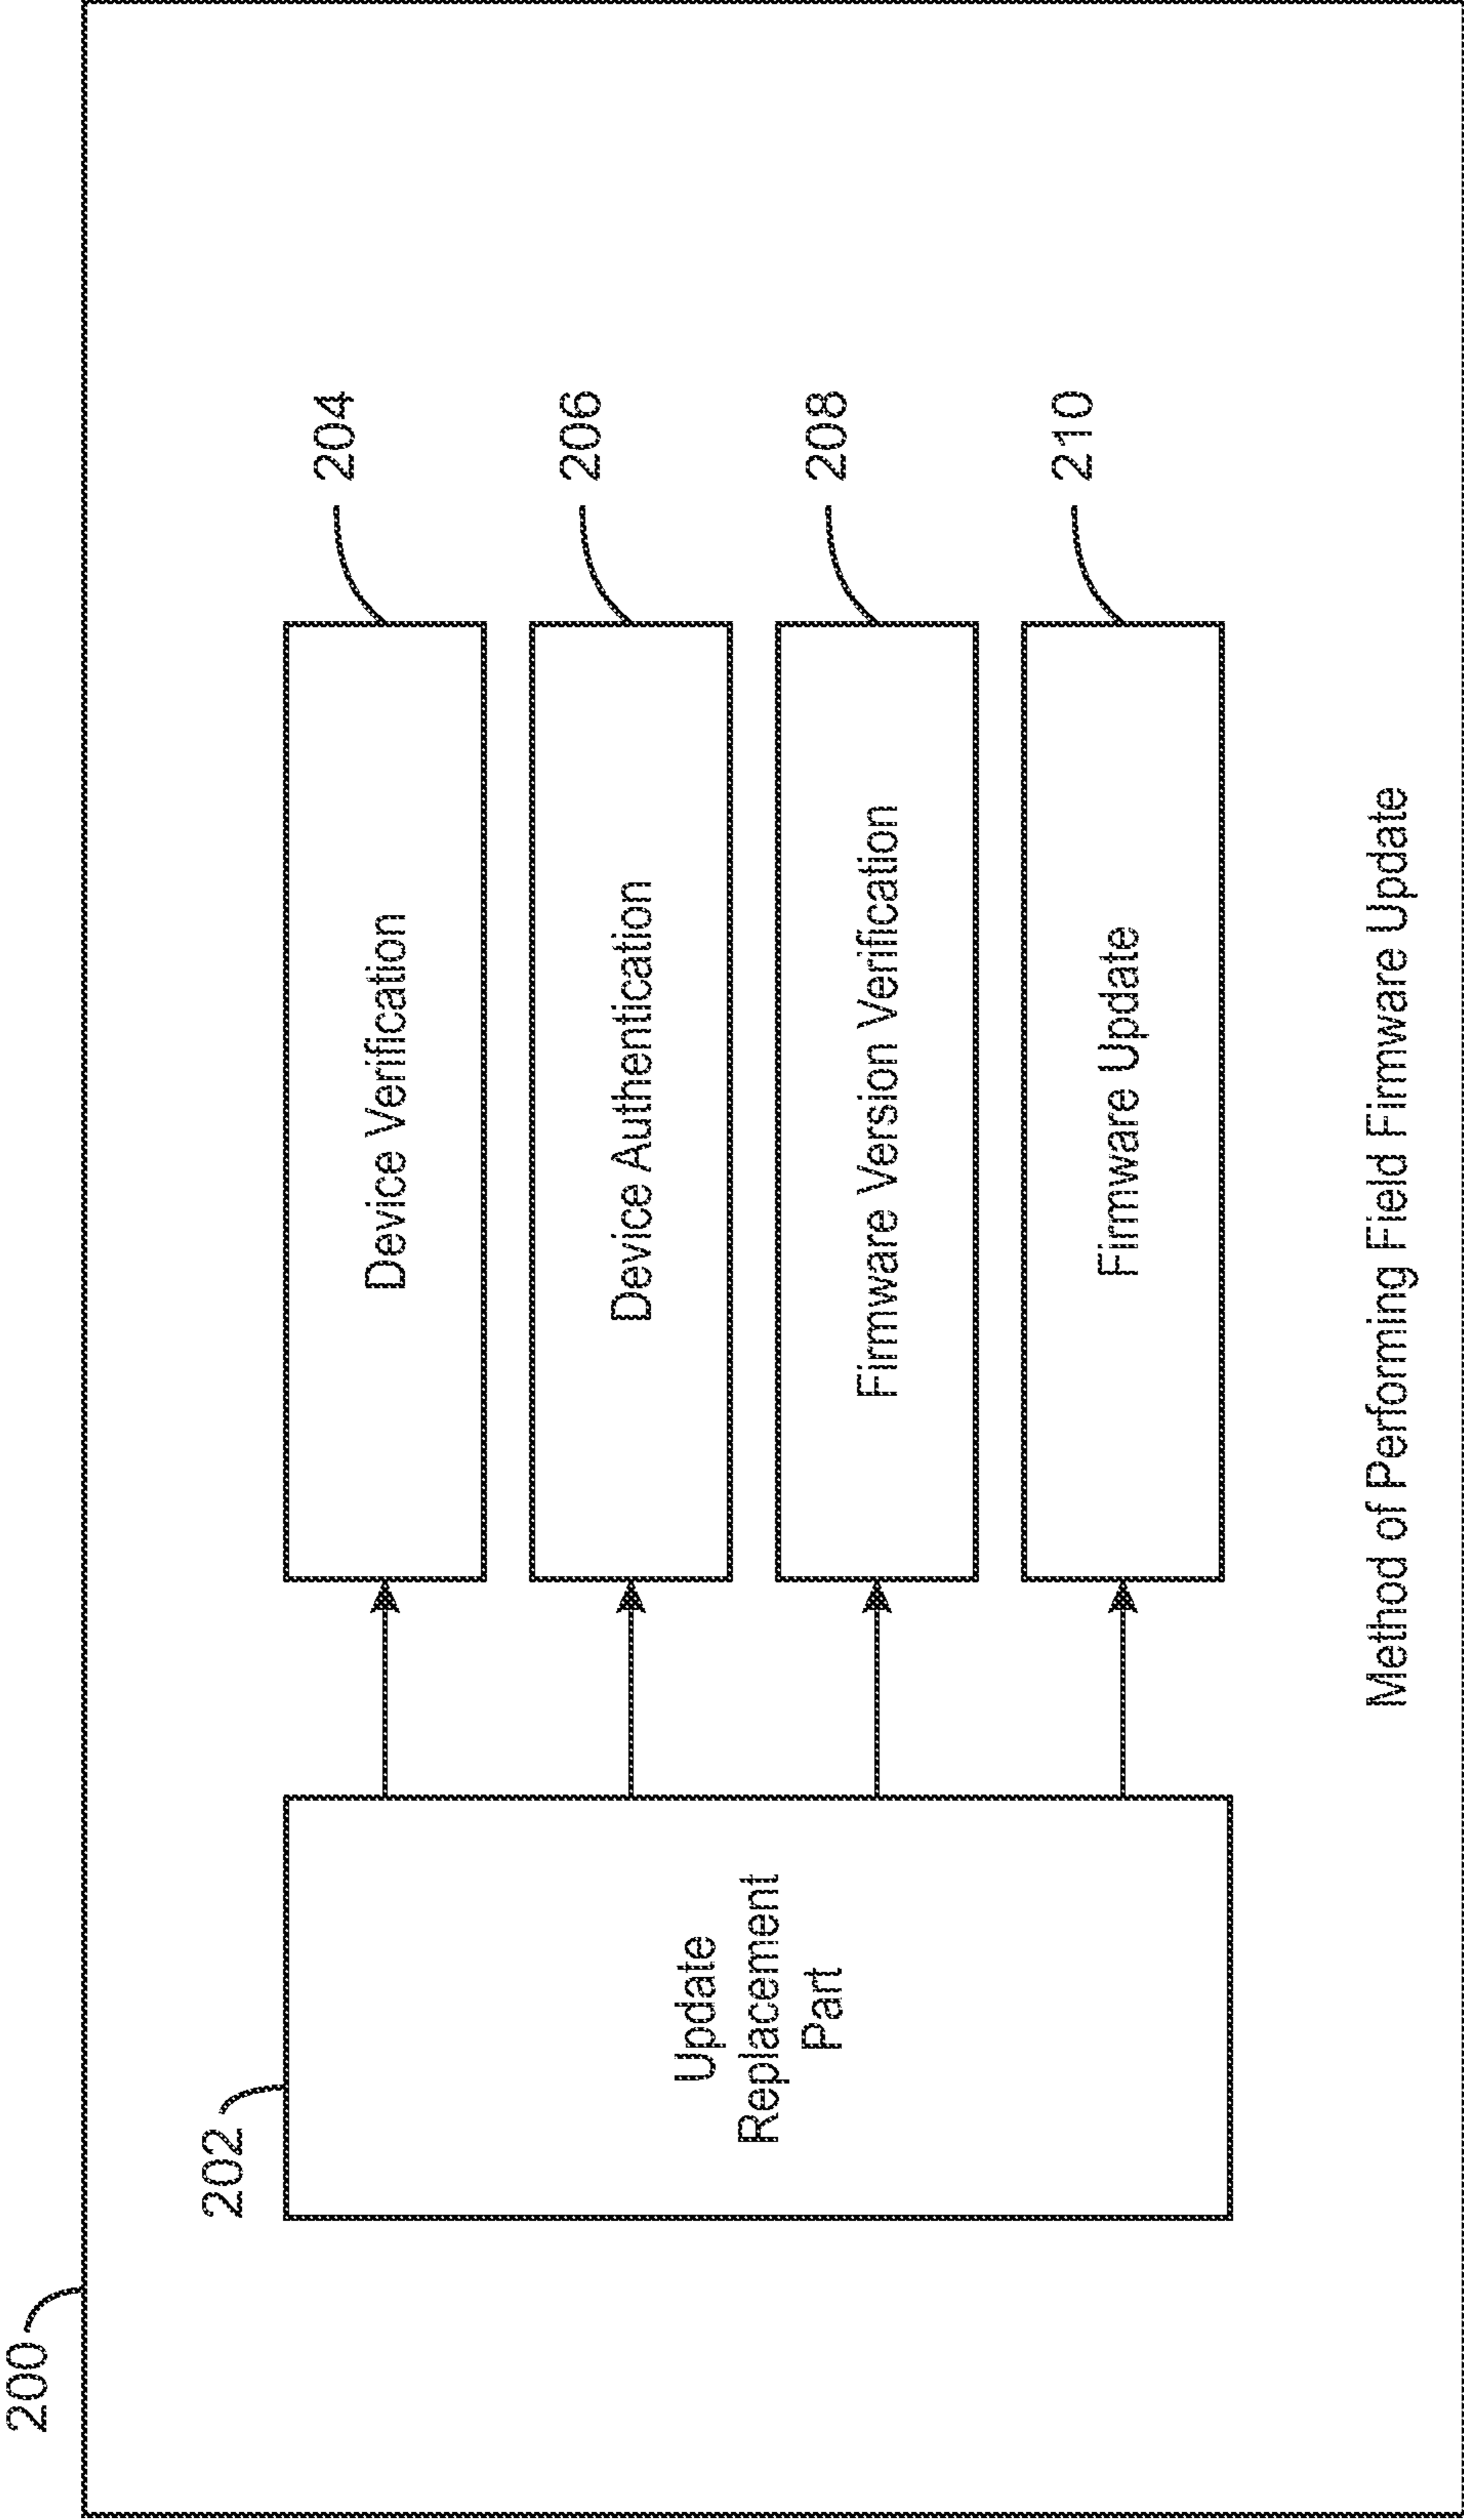 200
202
Update
Replacement
Part
Device Verification
204
Device Authentication
206
Firmware Version Verification
208
Firmware Update
210
Method of Performing Field Firmware Update